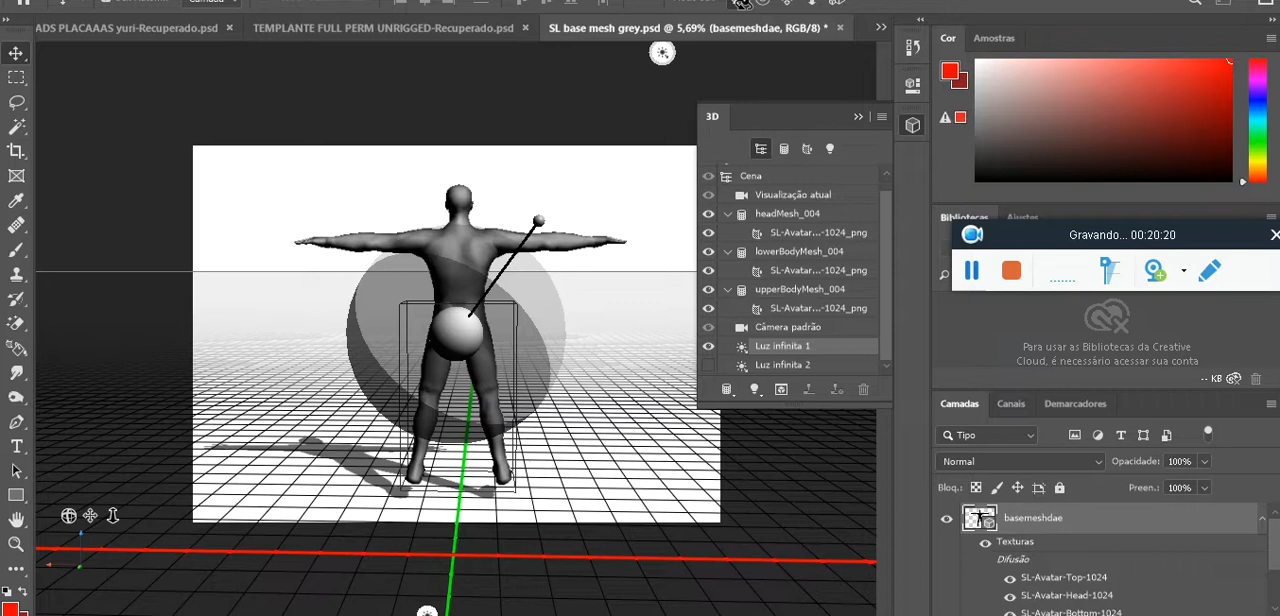 ADS PLACAAAS yuri-Recuperado.psd × TEMPLANTE FULL PERM UNRIGGED-Recuperado.psd × SL base mesh grey.psd @ 5,69% (basemeshdae, RGB/8) * ×
Cor Amostras
3D
Cena
Visualização atual
headMesh_004
SL-Avatar...-1024_png
lowerBodyMesh_004
SL-Avatar...-1024_png
upperBodyMesh_004
SL-Avatar...-1024_png
Câmera padrão
Luz infinita 1
Luz infinita 2
Bibliotecas Ajustes
Gravando... 00:20:20
Para usar as Bibliotecas da Creative
Cloud, é necessário acessar sua conta
-- KB
Camadas Canais Demarcadores
Tipo
Normal Opacidade: 100%
Bloq.: Preen.: 100%
basemeshdae
Texturas
Difusão
SL-Avatar-Top-1024
SL-Avatar-Head-1024
SL-Avatar-Bottom-1024